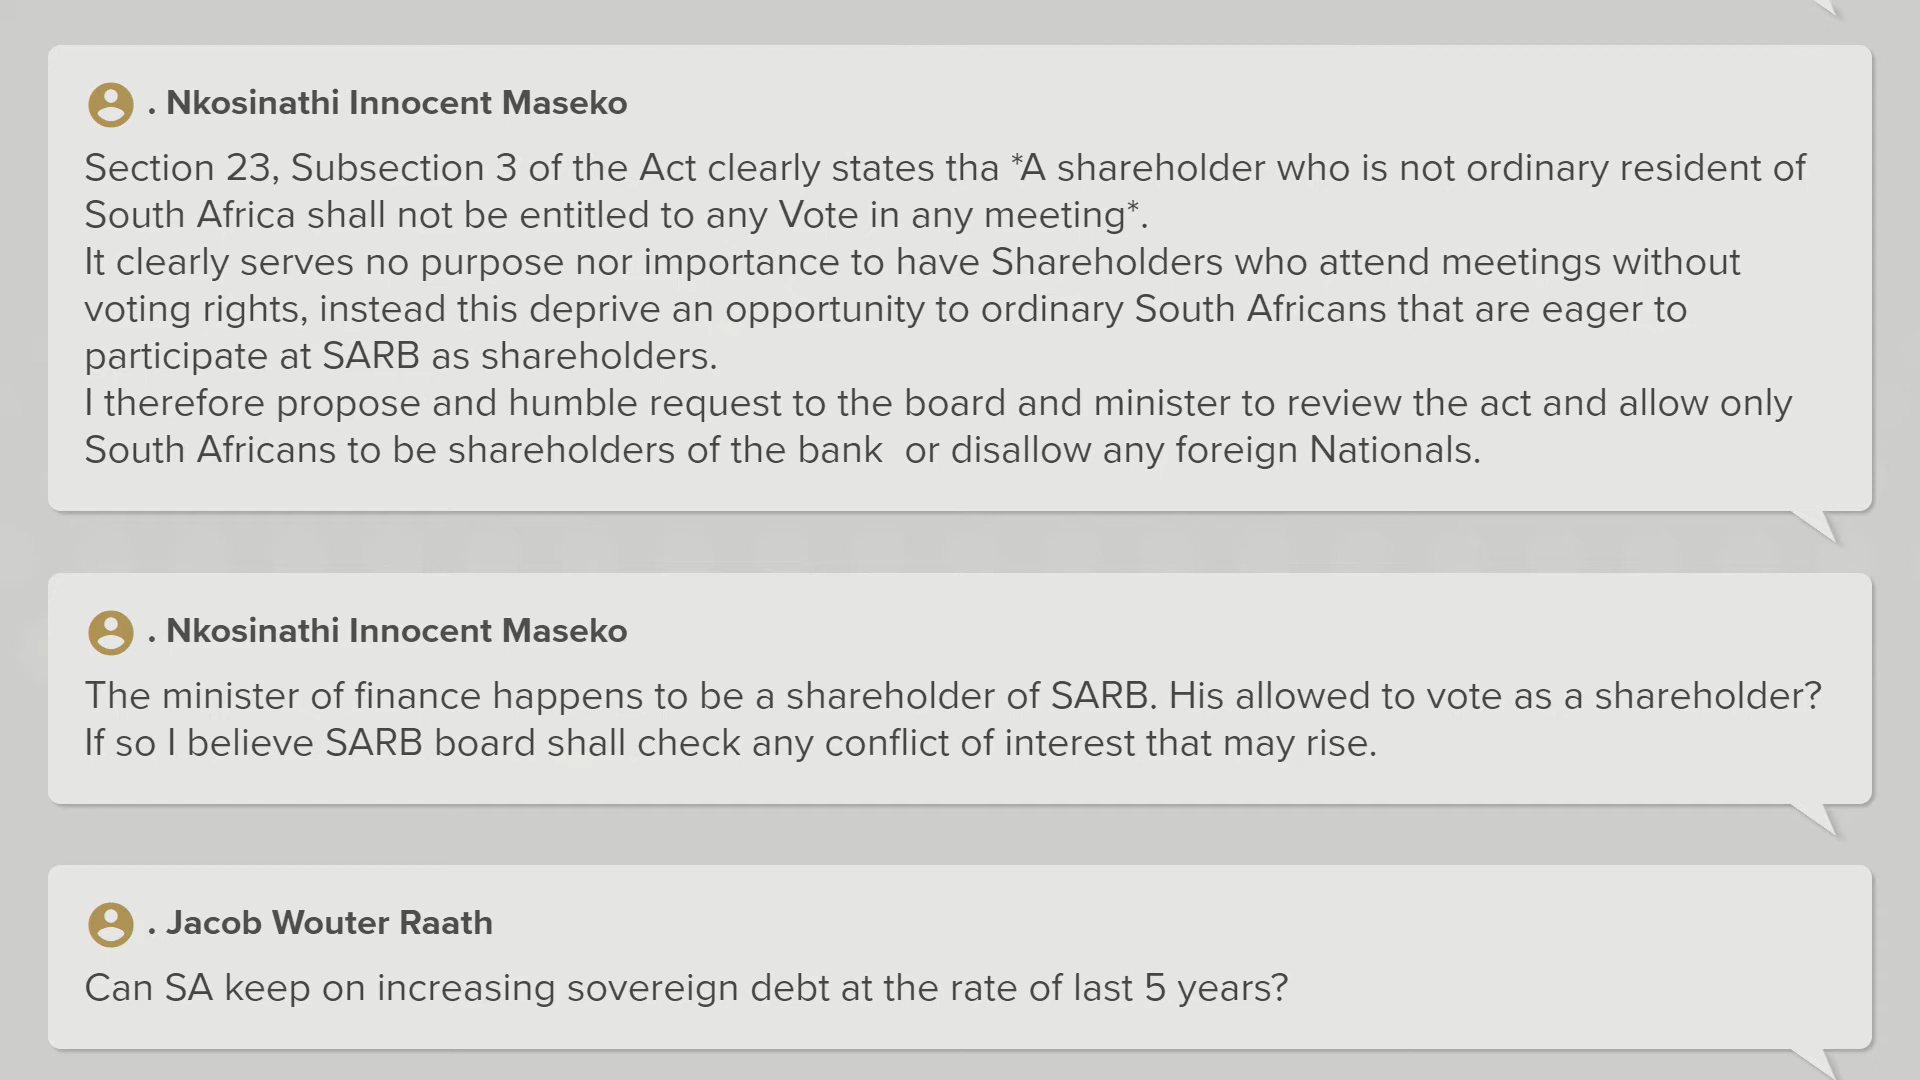 . Nkosinathi Innocent Maseko
Section 23, Subsection 3 of the Act clearly states tha *A shareholder who is not ordinary resident of
South Africa shall not be entitled to any Vote in any meeting*.
It clearly serves no purpose nor importance to have Shareholders who attend meetings without
voting rights, instead this deprive an opportunity to ordinary South Africans that are eager to
participate at SARB as shareholders.
I therefore propose and humble request to the board and minister to review the act and allow only
South Africans to be shareholders of the bank  or disallow any foreign Nationals.
. Nkosinathi Innocent Maseko
The minister of finance happens to be a shareholder of SARB. His allowed to vote as a shareholder?
If so I believe SARB board shall check any conflict of interest that may rise.
. Jacob Wouter Raath
Can SA keep on increasing sovereign debt at the rate of last 5 years?